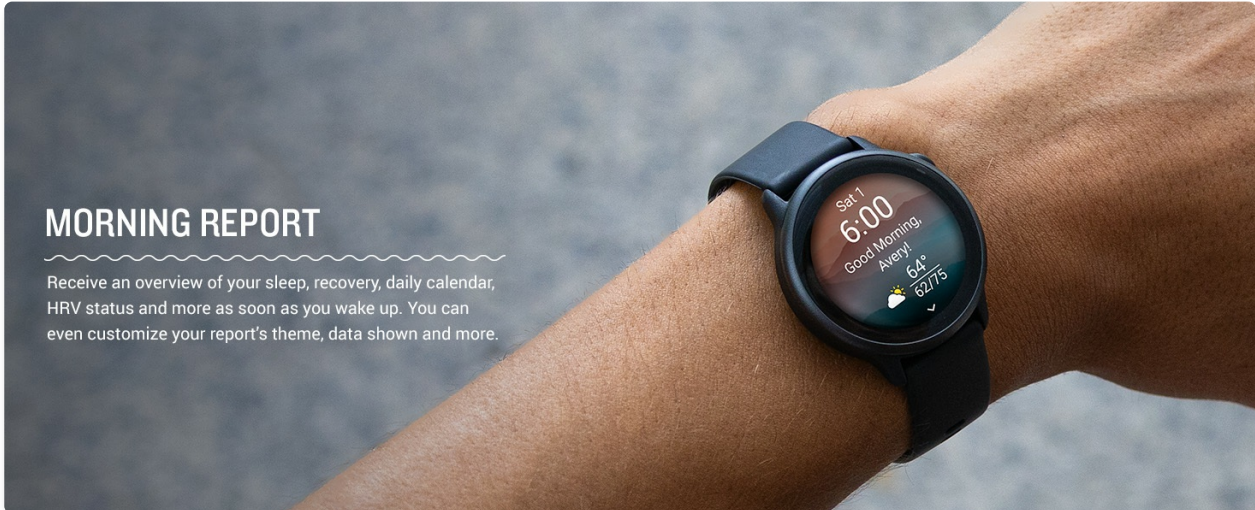 MORNING REPORT
Receive an overview of your sleep, recovery, daily calendar,
HRV status and more as soon as you wake up. You can
even customize your report's theme, data shown and more.
Sat 1
6:00
Good Morning,
Avery!
64°
62/75